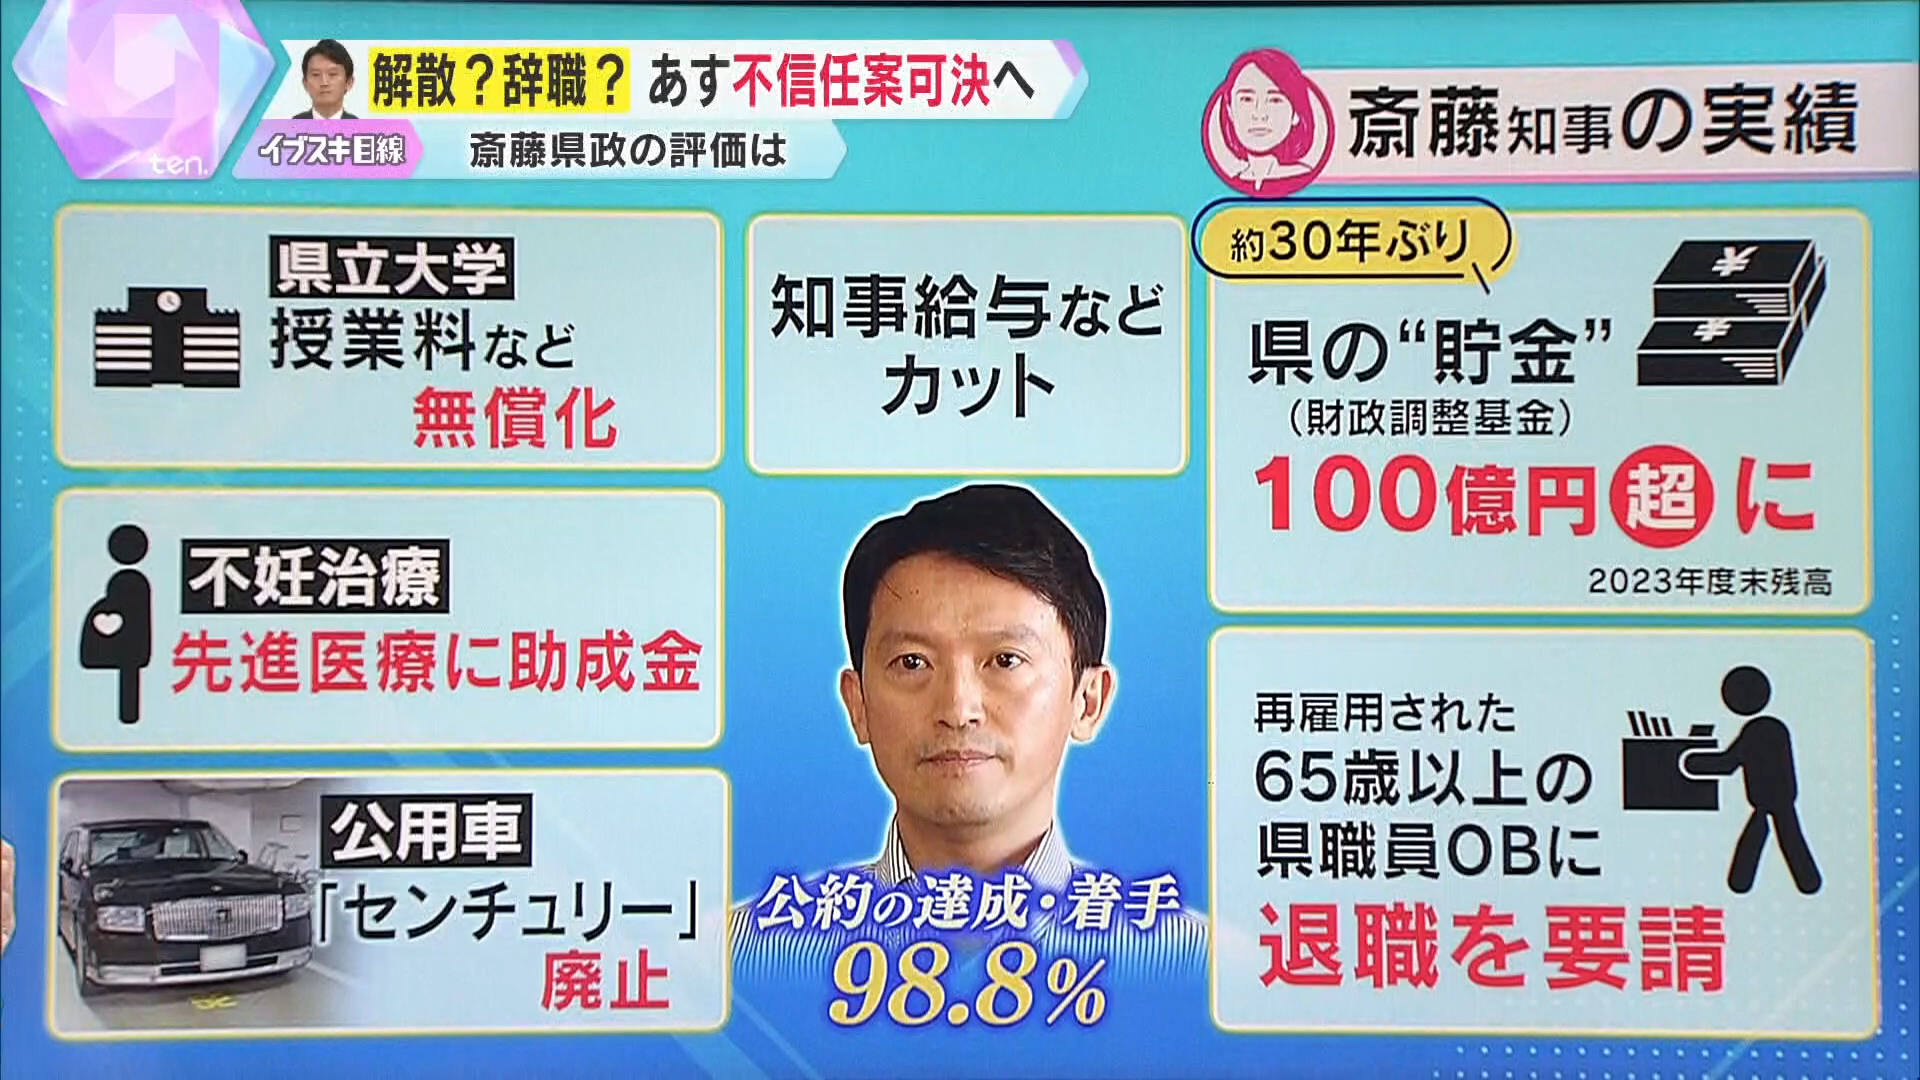 解散？辞職？ あす不信任案可決へ
ten.
イブスキ目線
斎藤県政の評価は
斎藤知事の実績
県立大学
授業料など
無償化
不妊治療
先進医療に助成金
公用車
「センチュリー」
廃止
知事給与など
カット
公約の達成・着手
98.8%
約30年ぶり
県の“貯金”
（財政調整基金）
100億円超に
2023年度末残高
再雇用された
65歳以上の
県職員OBに
退職を要請